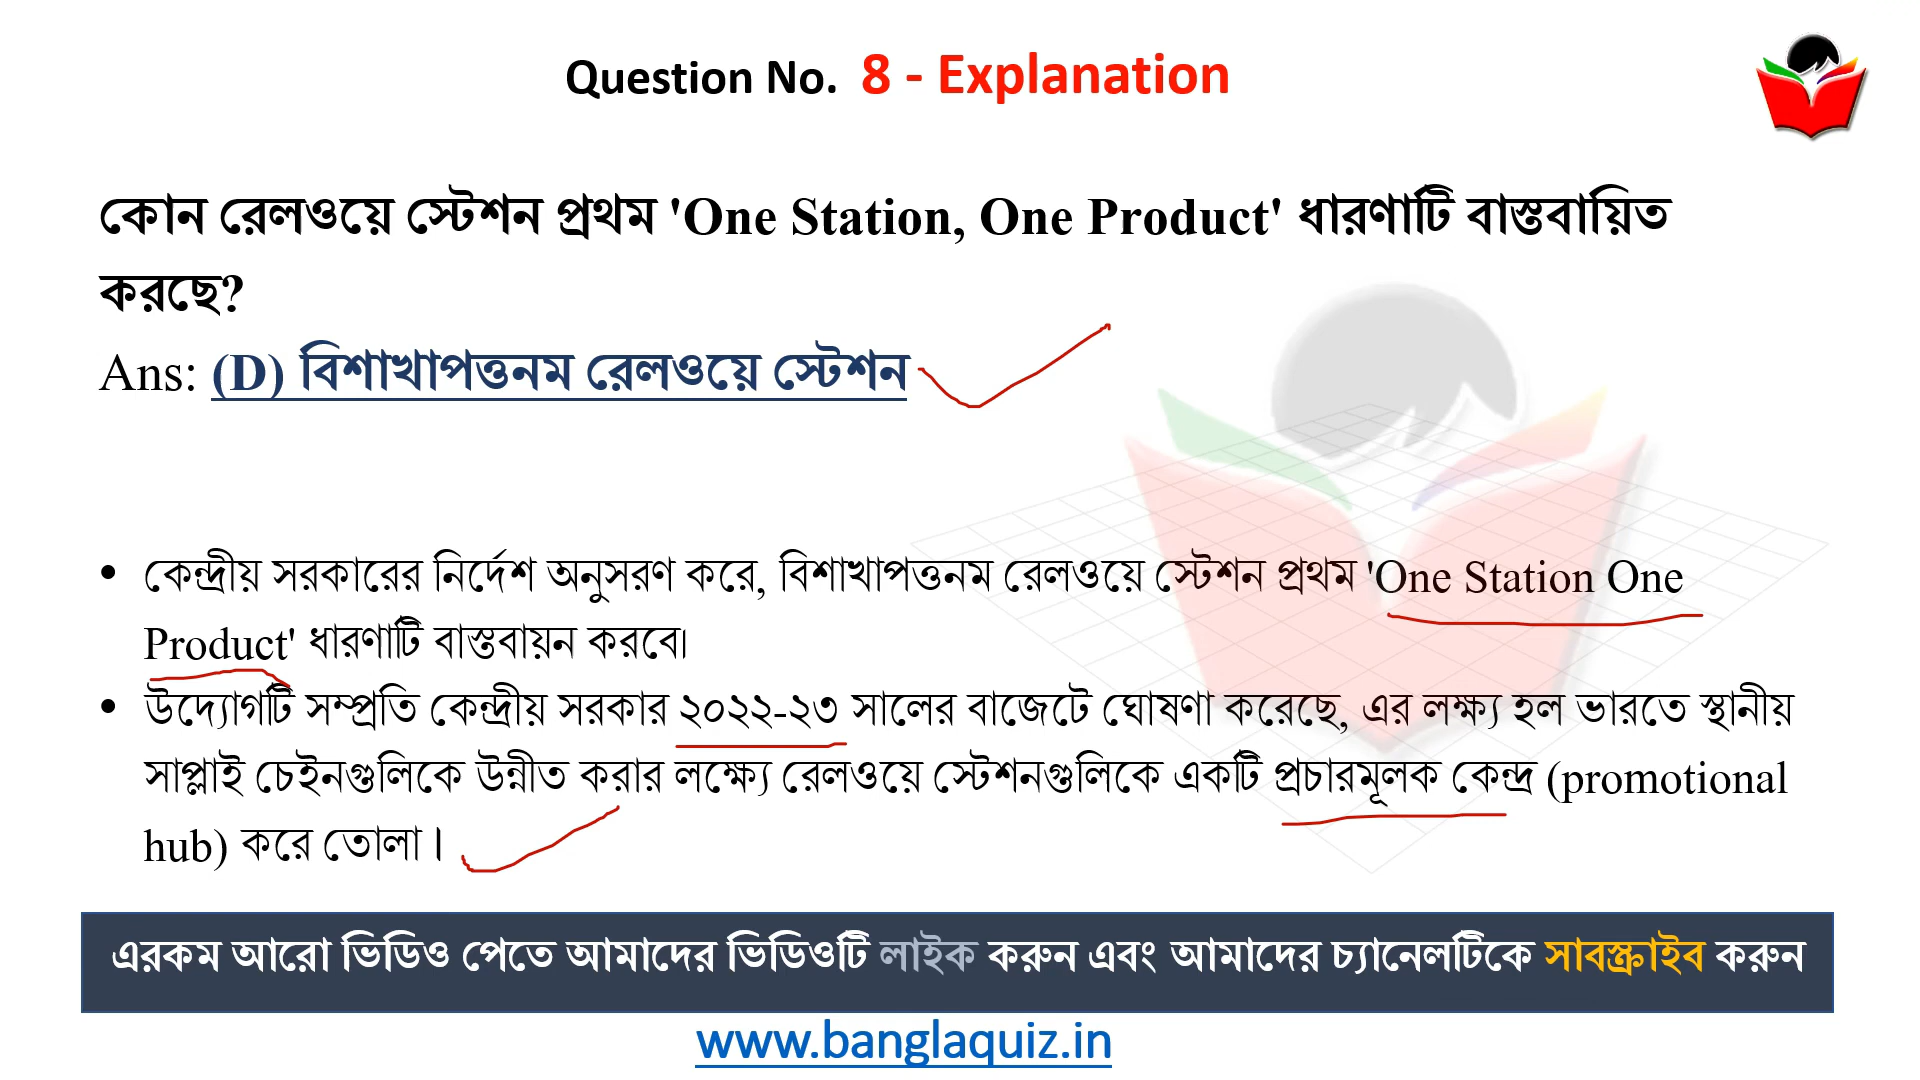 Question No. 8 - Explanation
কোন রেলওয়ে স্টেশন প্রথম 'One Station, One Product' ধারণাটি বাস্তবায়িত
করছে?
Ans: (D) বিশাখাপত্তনম রেলওয়ে স্টেশন
• কেন্দ্রীয় সরকারের নির্দেশ অনুসরণ করে, বিশাখাপত্তনম রেলওয়ে স্টেশন প্রথম 'One Station One
Product' ধারণাটি বাস্তবায়ন করবে।
• উদ্যোগটি সম্প্রতি কেন্দ্রীয় সরকার ২০২২-২৩ সালের বাজেটে ঘোষণা করেছে, এর লক্ষ্য হল ভারতে স্থানীয়
সাপ্লাই চেইনগুলিকে উন্নীত করার লক্ষ্যে রেলওয়ে স্টেশনগুলিকে একটি প্রচারমূলক কেন্দ্র (promotional
hub) করে তোলা।
এরকম আরো ভিডিও পেতে আমাদের ভিডিওটি লাইক করুন এবং আমাদের চ্যানেলটিকে সাবস্ক্রাইব করুন
www.banglaquiz.in